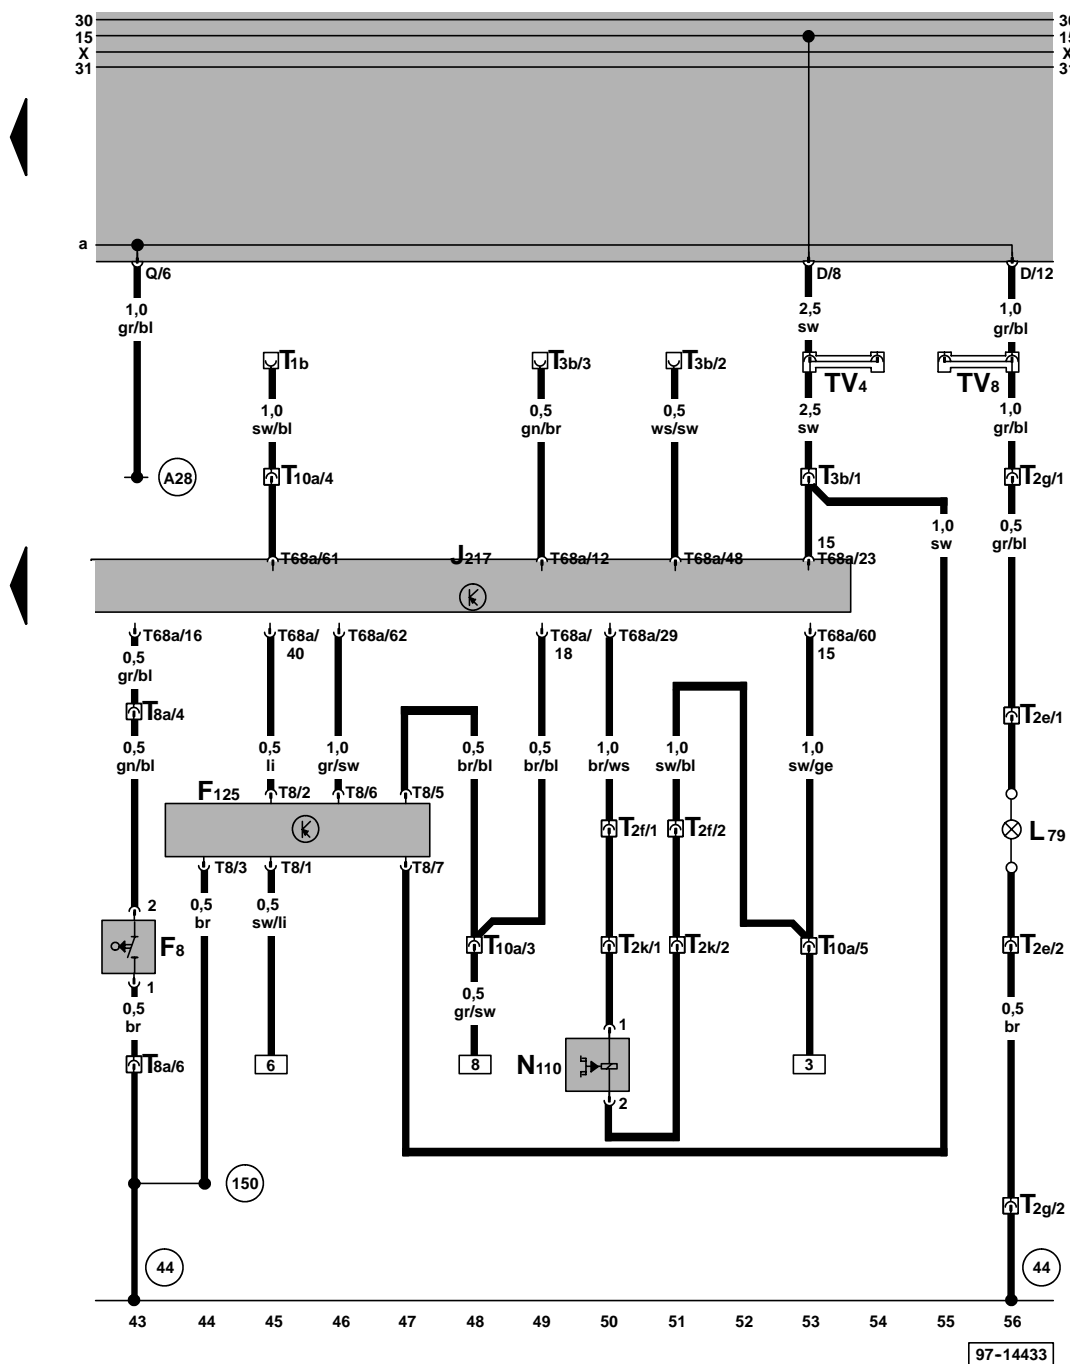 30 30
15 15
X X
31 31
a
Q/6 D/8 D/12
1,0 2,5 1,0
gr/bl sw gr/bl
T1b T3b/3 T3b/2
TV4 TV8
1,0 0,5 0,5 2,5 1,0
sw/bl gn/br ws/sw sw gr/bl
A28 T10a/4 T3b/1 T2g/1
1,0 0,5
sw gr/bl
15
T68a/61 J217 T68a/12 T68a/48 T68a/23
T68a/16 T68a/40 T68a/62 T68a/18 T68a/29 T68a/60
15
0,5
gr/bl
T8a/4 T2e/1
0,5 0,5 1,0 0,5 0,5 1,0 1,0 1,0
gn/bl li gr/sw br/bl br/bl br/ws sw/bl sw/ge
F125 T8/2 T8/6 T8/5
T2f/1 T2f/2 L79
T8/3 T8/1 T8/7
2 0,5 0,5
br sw/li
F8 T10a/3 T2k/1 T2k/2 T10a/5 T2e/2
1
0,5 0,5 0,5
br gr/sw br
1
T8a/6 6 8 N110 3
2
150
T2g/2
44 44
43 44 45 46 47 48 49 50 51 52 53 54 55 56
97-14433